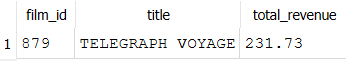 film_id title total_revenue
1 879 TELEGRAPH VOYAGE 231.73